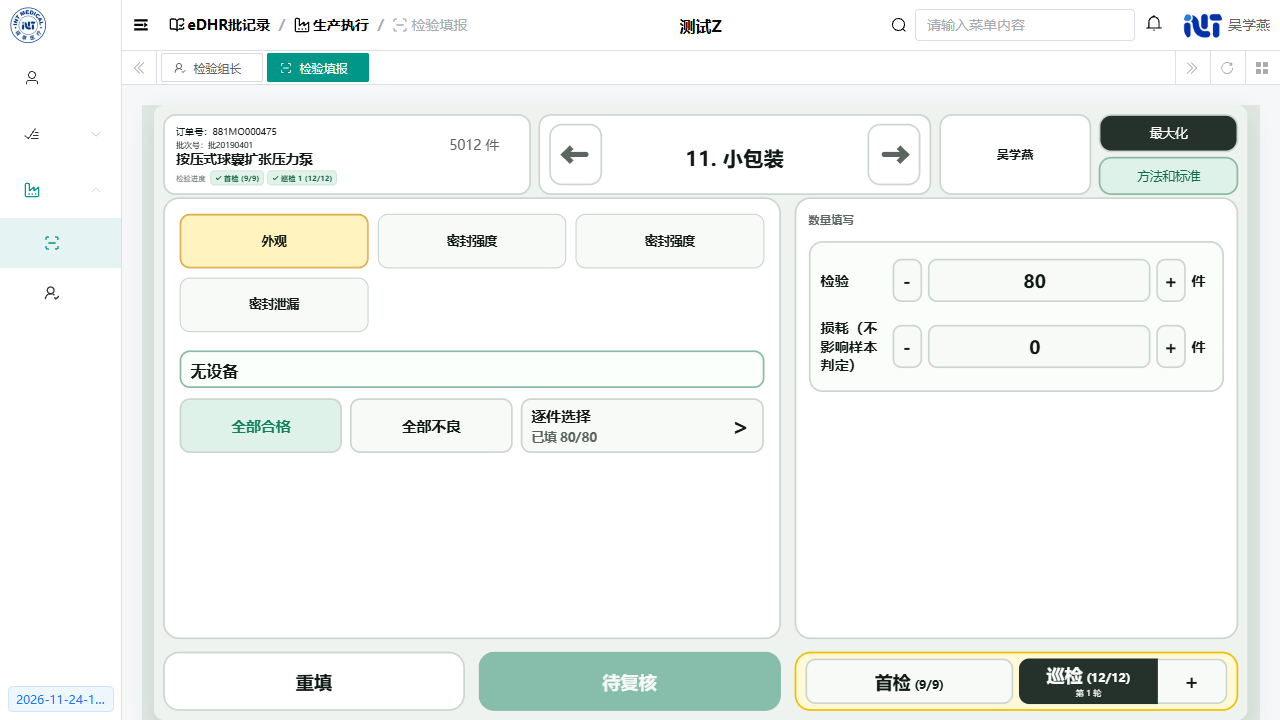 eDHR批记录 / 生产执行 / 检验填报
测试Z
请输入菜单内容
吴学燕
检验组长
检验填报
订单号：881MO000475
批次号：批20190401
按压式球囊扩张压力泵
5012 件
检验进度 ✓ 首检 (9/9) ✓ 巡检 1 (12/12)
11. 小包装
吴学燕
最大化
方法和标准
外观
密封强度
密封强度
密封泄漏
无设备
全部合格
全部不良
逐件选择
已填 80/80
>
数量填写
检验
-
80
+
件
损耗（不
影响样本
判定）
-
0
+
件
重填
待复核
首检 (9/9)
巡检 (12/12)
第 1 轮
+
2026-11-24-1...